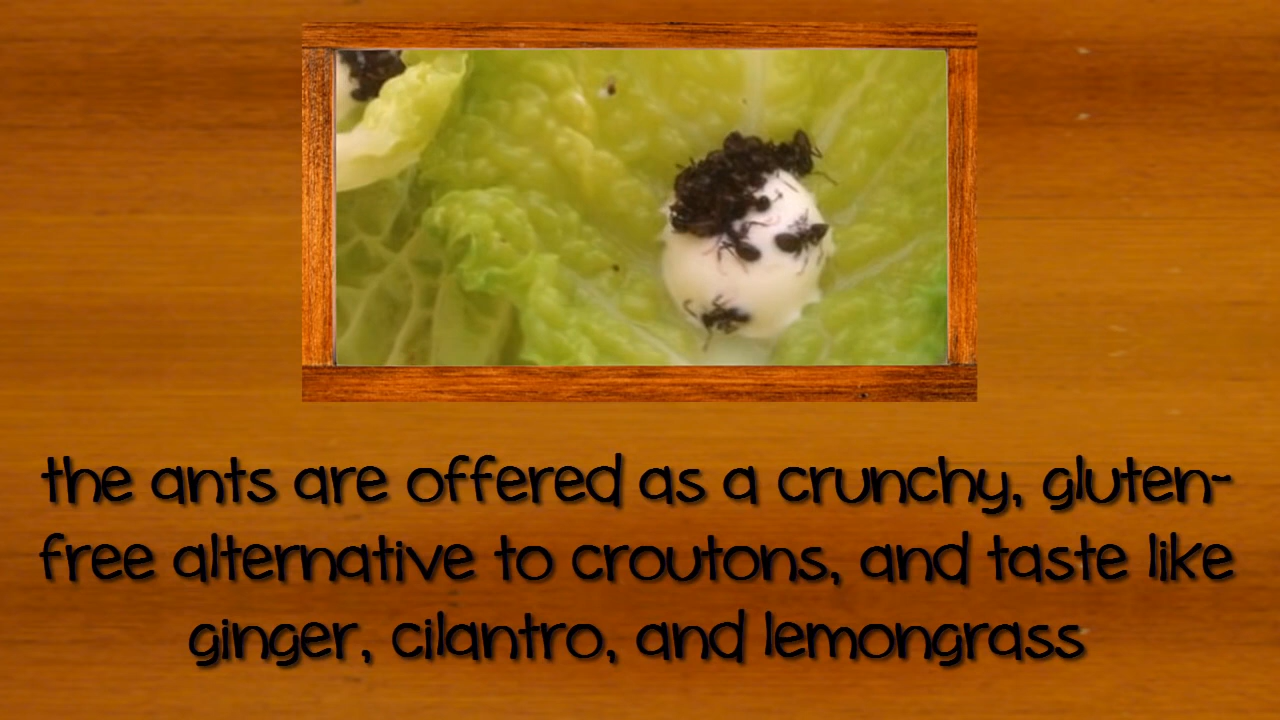 the ants are offered as a crunchy, gluten-
free alternative to croutons, and taste like
ginger, cilantro, and lemongrass